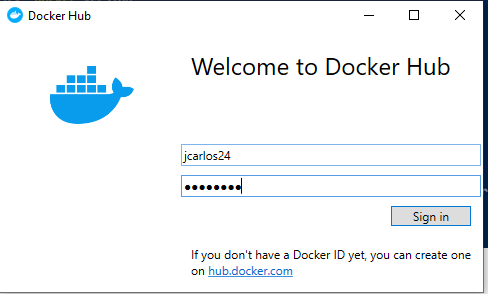 Docker Hub
Welcome to Docker Hub
jcarlos24
●●●●●●●●
Sign in
If you don't have a Docker ID yet, you can create one
on hub.docker.com